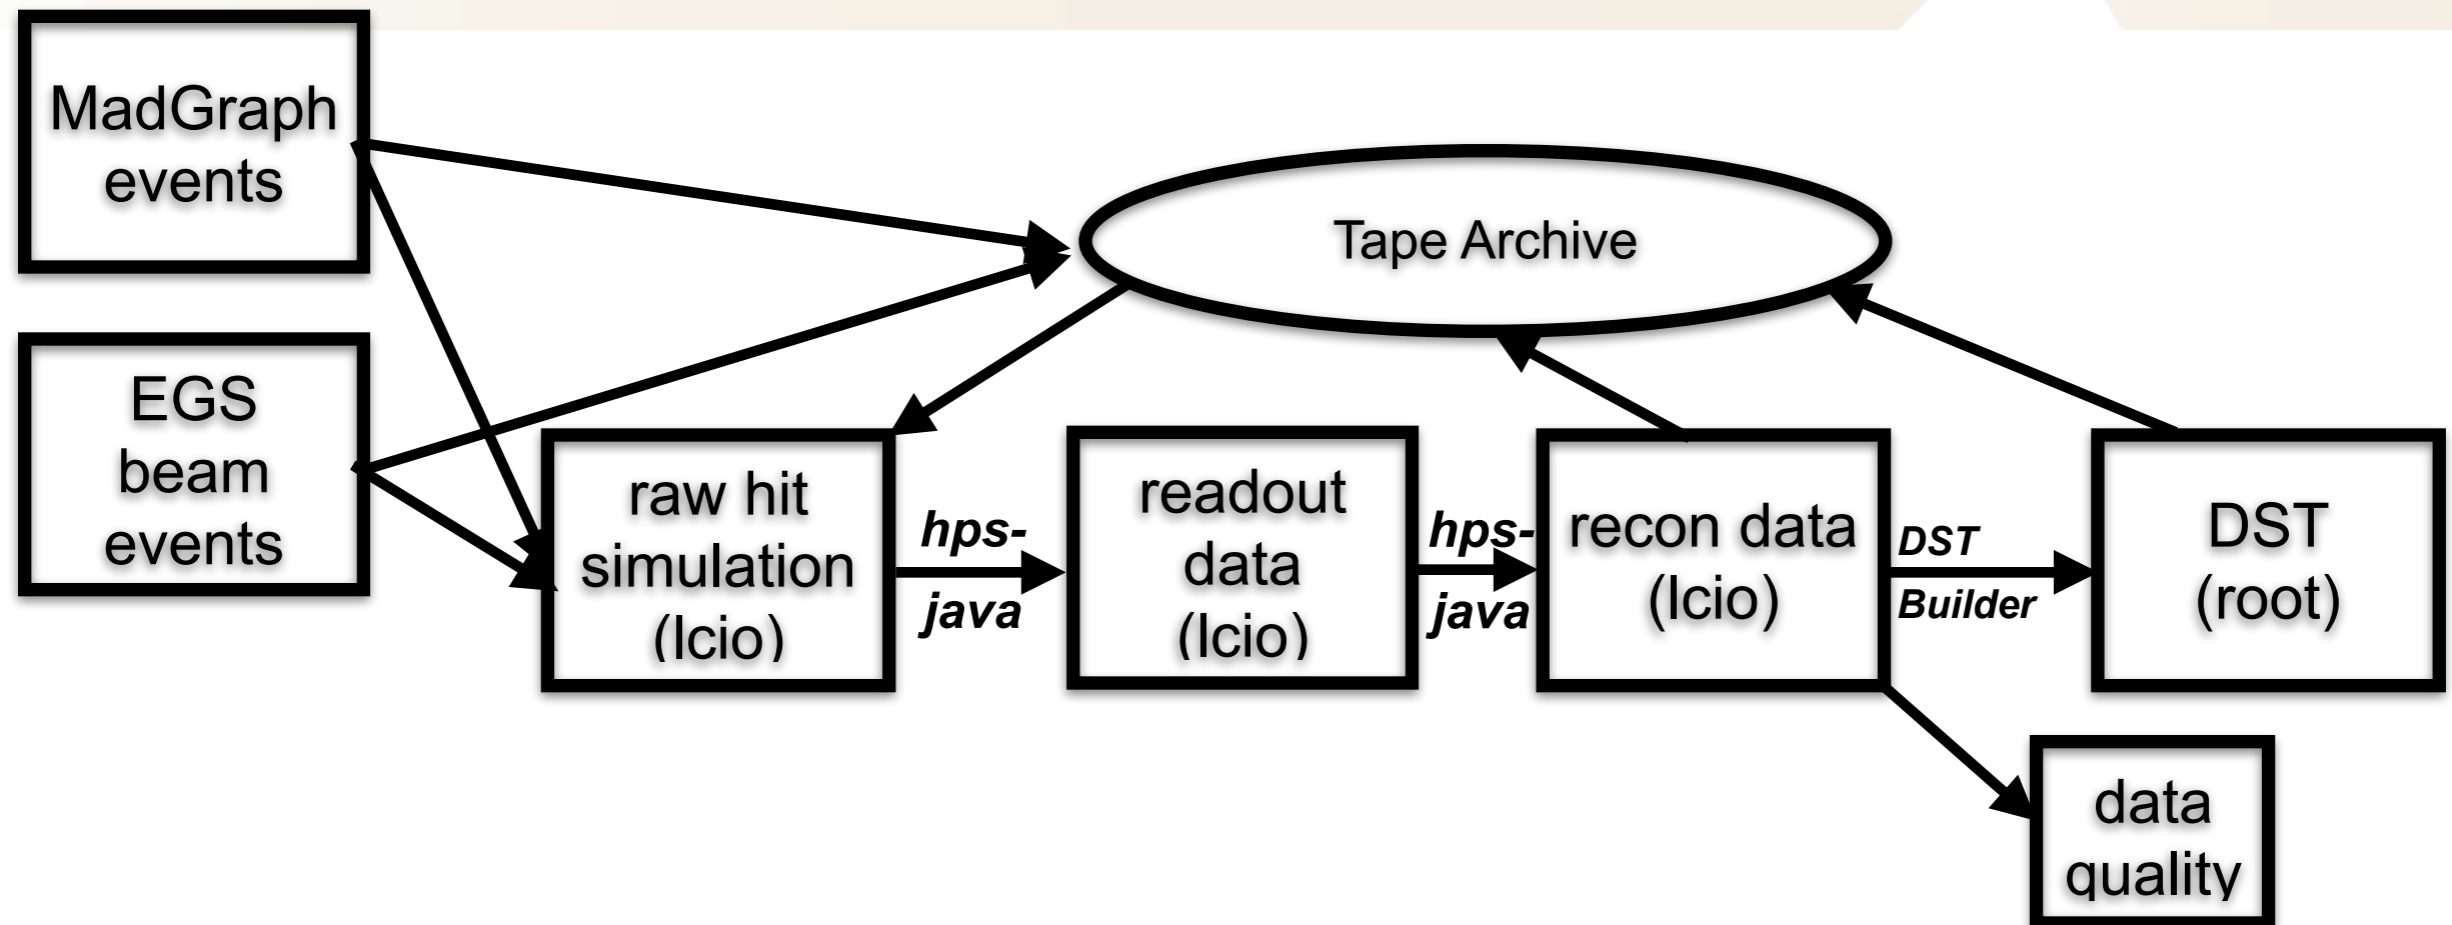 MadGraph
events
Tape Archive
EGS
beam
events
raw hit
simulation
(lcio)
hps-
java
readout
data
(lcio)
hps-
java
recon data
(lcio)
DST
Builder
DST
(root)
data
quality